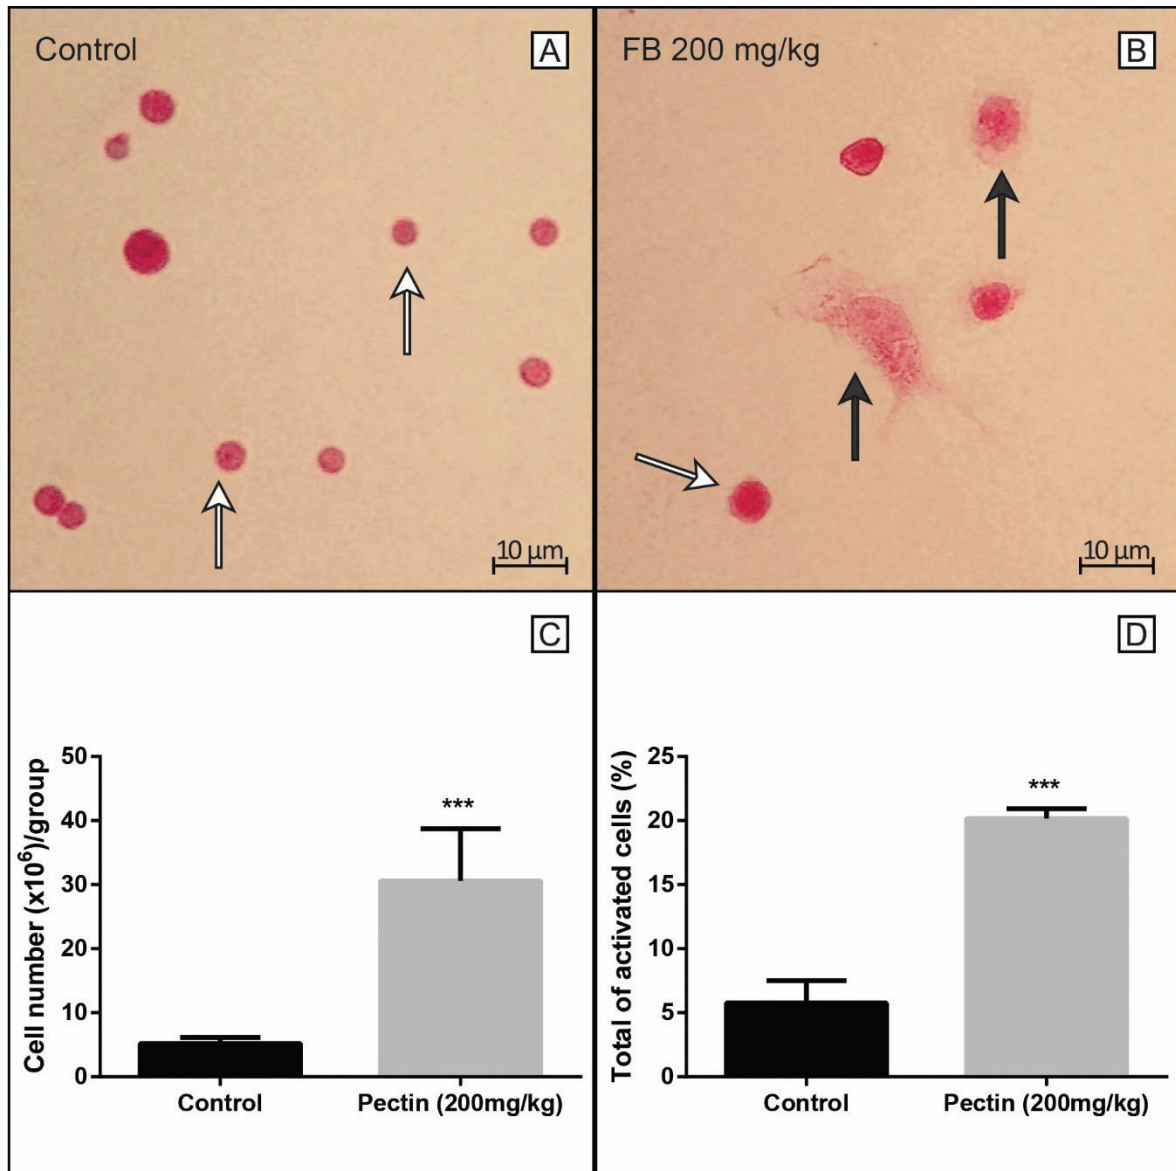 Control
A
10 µm
FB 200 mg/kg
B
10 µm
C
Cell number (x10⁶)/group
50
40
30
20
10
0
***
Control
Pectin (200mg/kg)
D
Total of activated cells (%)
25
20
15
10
5
0
***
Control
Pectin (200mg/kg)